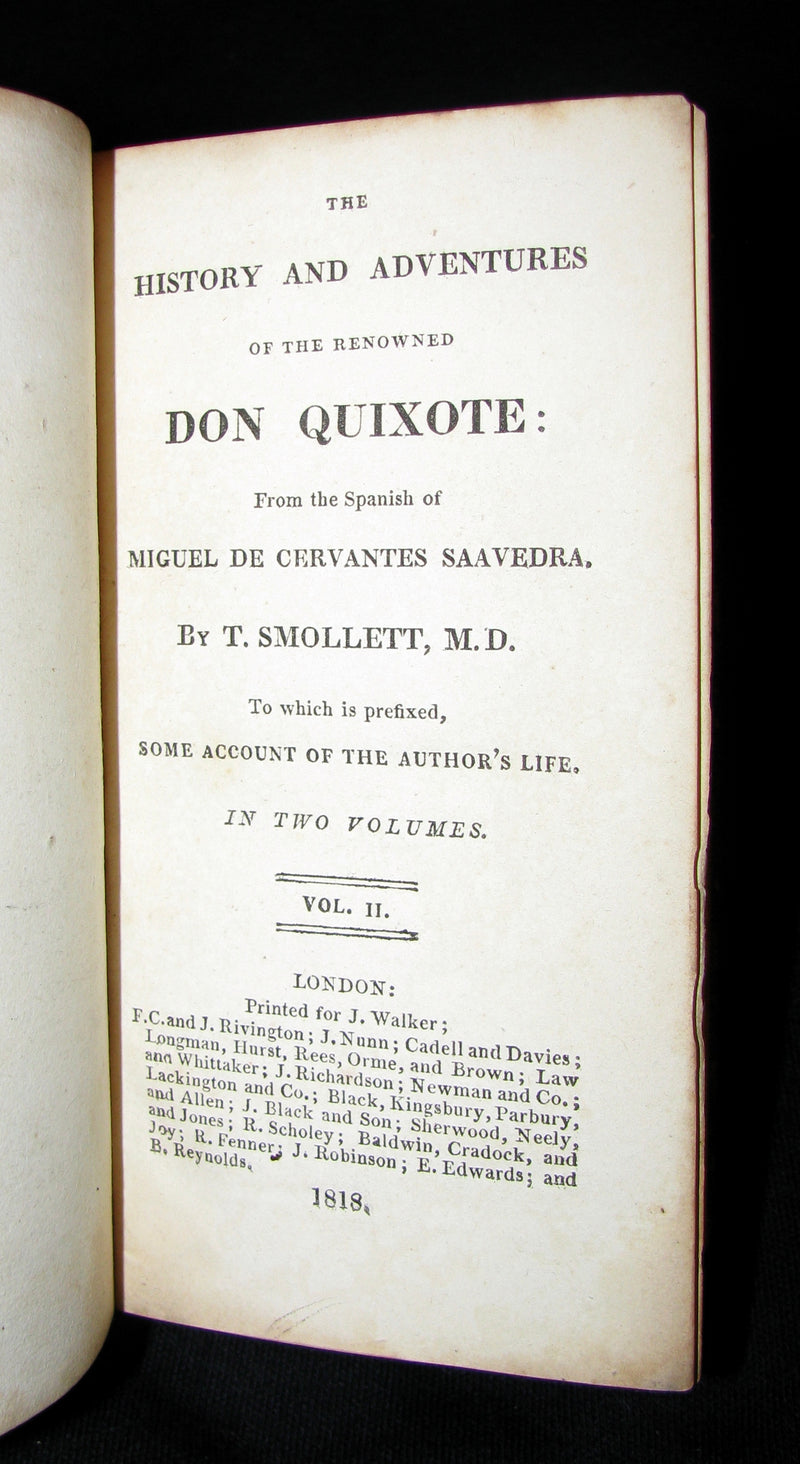 THE
HISTORY AND ADVENTURES
OF THE RENOWNED
DON QUIXOTE:
From the Spanish of
MIGUEL DE CERVANTES SAAVEDRA.
By T. SMOLLETT, M.D.
To which is prefixed,
SOME ACCOUNT OF THE AUTHOR'S LIFE.
IN TWO VOLUMES.
VOL. II.
LONDON:
Printed for J. Walker;
F.C. and J. Rivington; J. Nunn; Cadell and Davies;
Longman, Hurst, Rees, Orme, and Brown; Law
and Whittaker; J. Richardson; Newman and Co.;
Lackington and Co.; Black, Kingsbury, Parbury,
and Allen; J. Black and Son; Sherwood, Neely,
and Jones; R. Scholey; Baldwin, Cradock, and
Joy; R. Fenner; J. Robinson; E. Edwards; and
B. Reynolds.
1818.